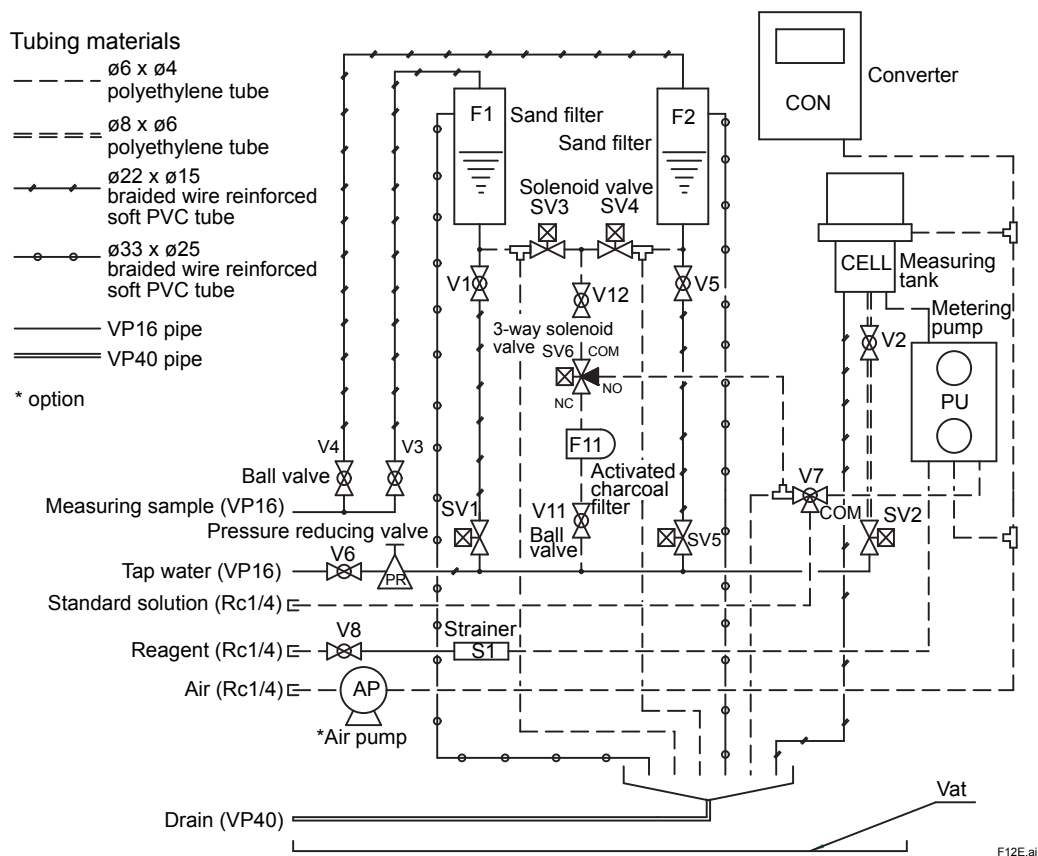 Tubing materials
ø6 x ø4
polyethylene tube
ø8 x ø6
polyethylene tube
ø22 x ø15
braided wire reinforced
soft PVC tube
ø33 x ø25
braided wire reinforced
soft PVC tube
VP16 pipe
VP40 pipe
* option
F1
Sand filter
F2
Sand filter
CON
Converter
Solenoid valve
SV3
SV4
V1
V12
V5
CELL
Measuring
tank
Metering
pump
V2
PU
3-way solenoid
valve
SV6
COM
NO
NC
F11
Activated
charcoal
filter
V4
V3
Ball valve
Measuring sample (VP16)
Pressure reducing valve
SV1
V11
Ball
valve
SV5
V7
COM
SV2
V6
PR
Tap water (VP16)
Standard solution (Rc1/4)
V8
Strainer
S1
Reagent (Rc1/4)
Air (Rc1/4)
AP
*Air pump
Drain (VP40)
Vat
F12E.ai